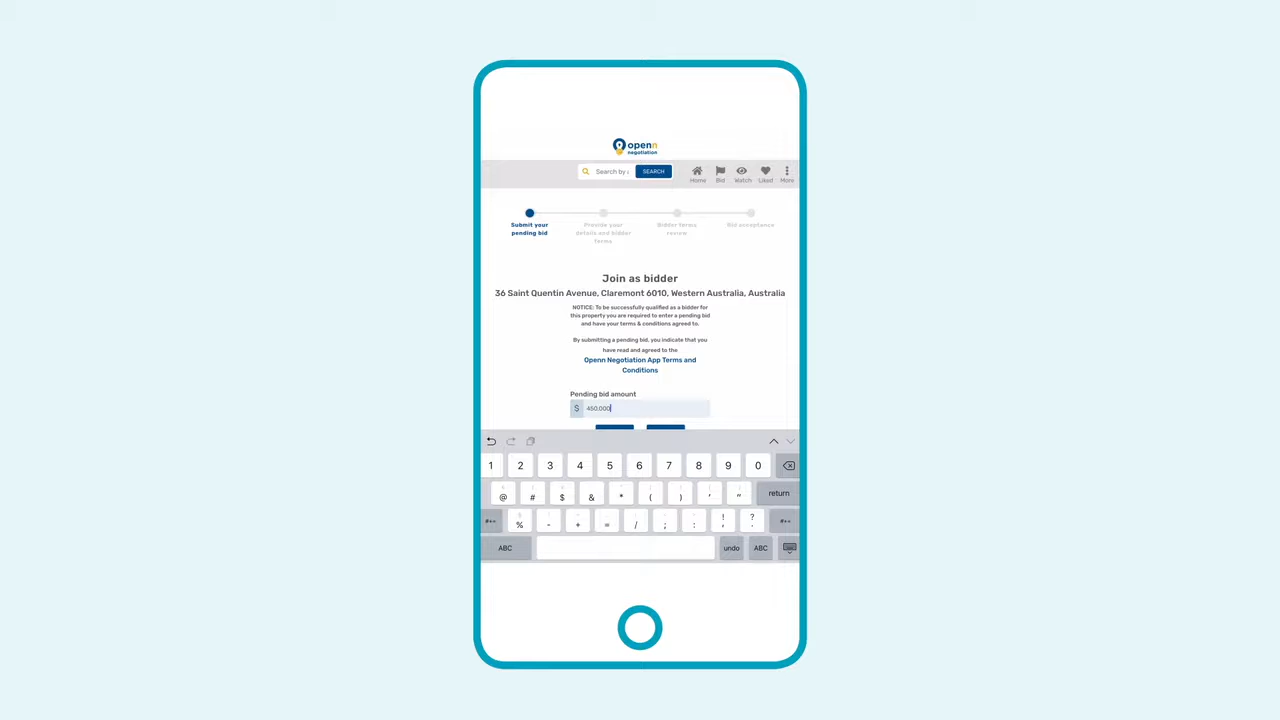 openn
negotiation
Search by
SEARCH
Home Bid Watch Liked More
Submit your
pending bid
Provide your
details and bidder
terms
Bidder terms
review
Bid acceptance
Join as bidder
36 Saint Quentin Avenue, Claremont 6010, Western Australia, Australia
NOTICE: To be successfully qualified as a bidder for
this property you are required to enter a pending bid
and have your terms & conditions agreed to.
By submitting a pending bid, you indicate that you
have read and agreed to the
Openn Negotiation App Terms and
Conditions
Pending bid amount
$ 450,000
1 2 3 4 5 6 7 8 9 0
@ # $ & * ( ) ' " return
#+= % - + = / ; : ! , ? . #+=
ABC undo ABC